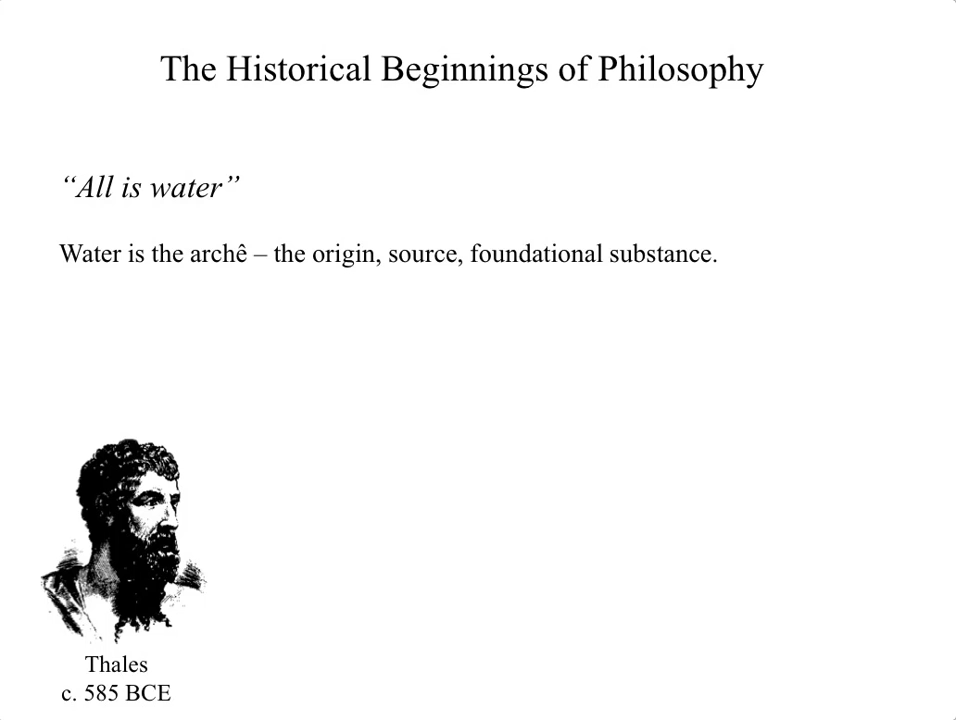 The Historical Beginnings of Philosophy
“All is water”
Water is the archê – the origin, source, foundational substance.
Thales
c. 585 BCE